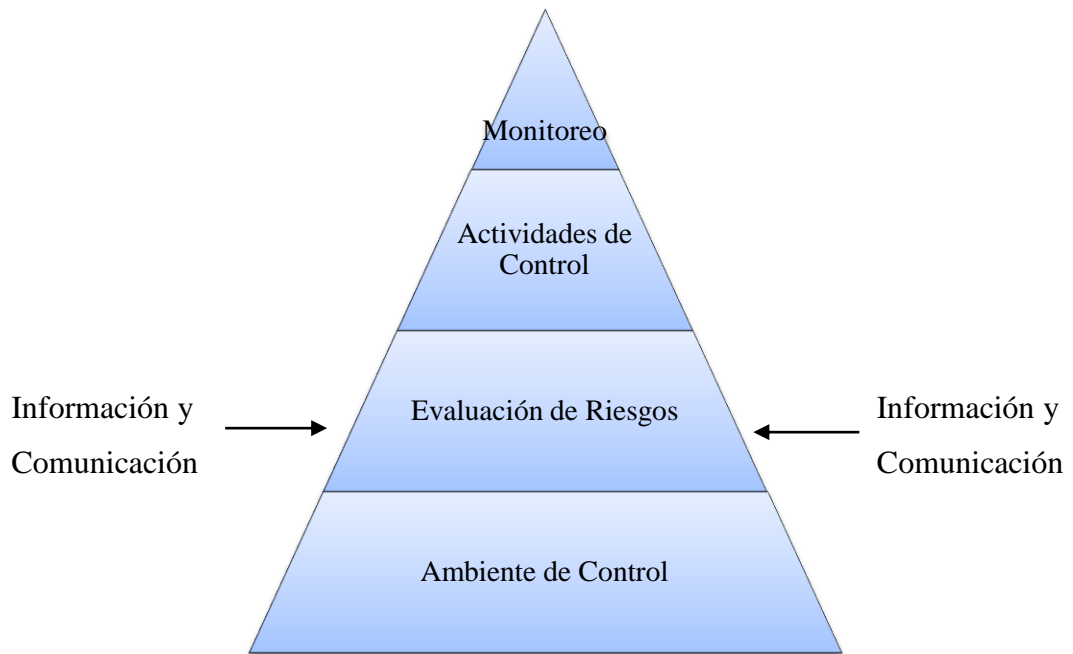 Monitoreo
Actividades de
Control
Evaluación de Riesgos
Información y
Comunicación
Información y
Comunicación
Ambiente de Control